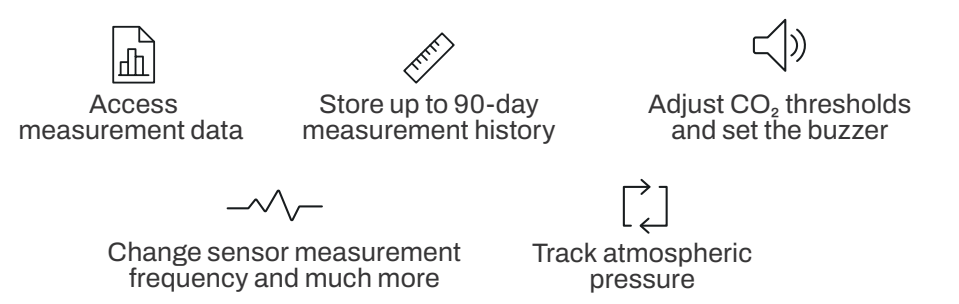 Access
measurement data
Store up to 90-day
measurement history
Adjust CO₂ thresholds
and set the buzzer
Change sensor measurement
frequency and much more
Track atmospheric
pressure